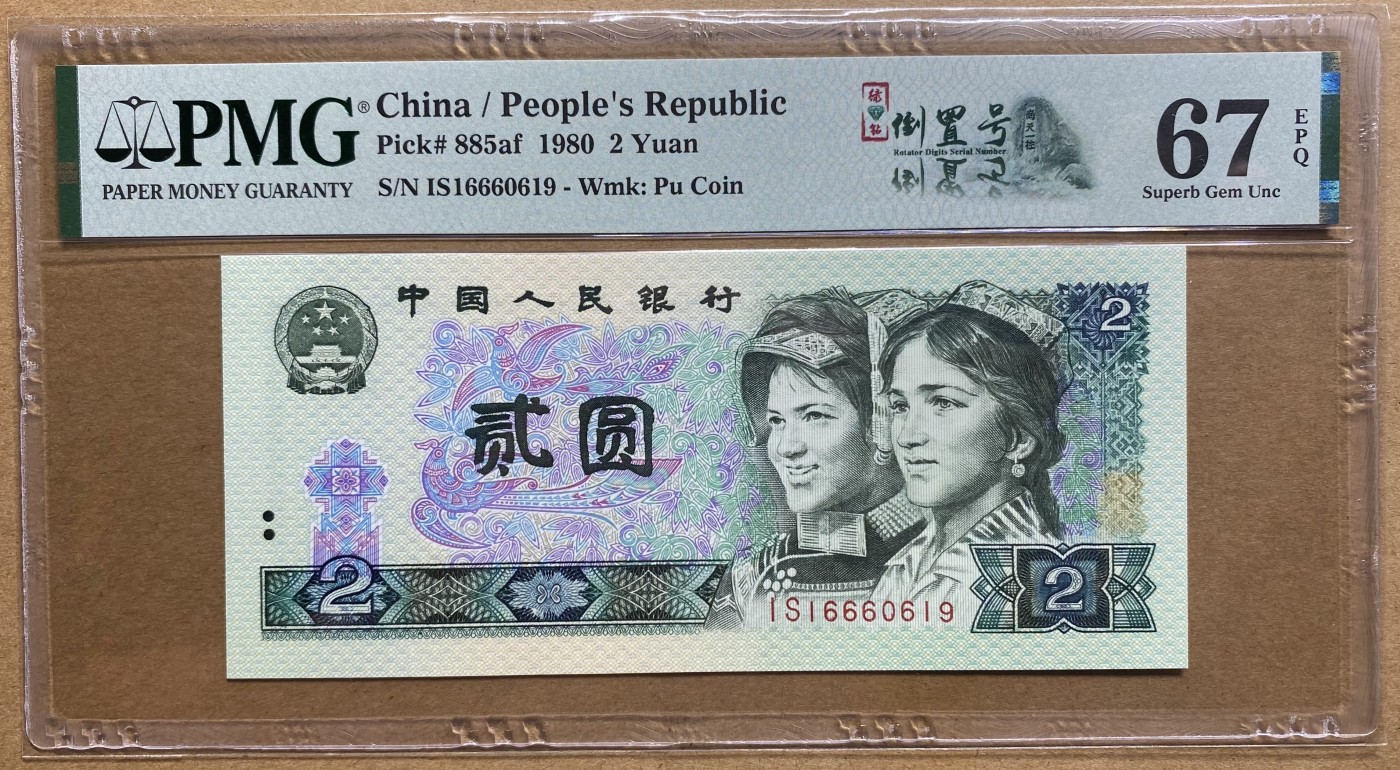 PMG®
PAPER MONEY GUARANTY
China / People's Republic
Pick# 885af 1980 2 Yuan
S/N IS16660619 - Wmk: Pu Coin
倒置号
Rotator Digits Serial Number
67
EPQ
Superb Gem Unc
中国人民银行
2
贰圆
2
IS16660619
2